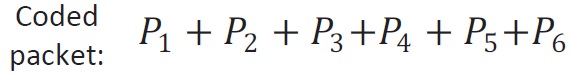 Coded
packet:
P₁ + P₂ + P₃+P₄ + P₅+P₆